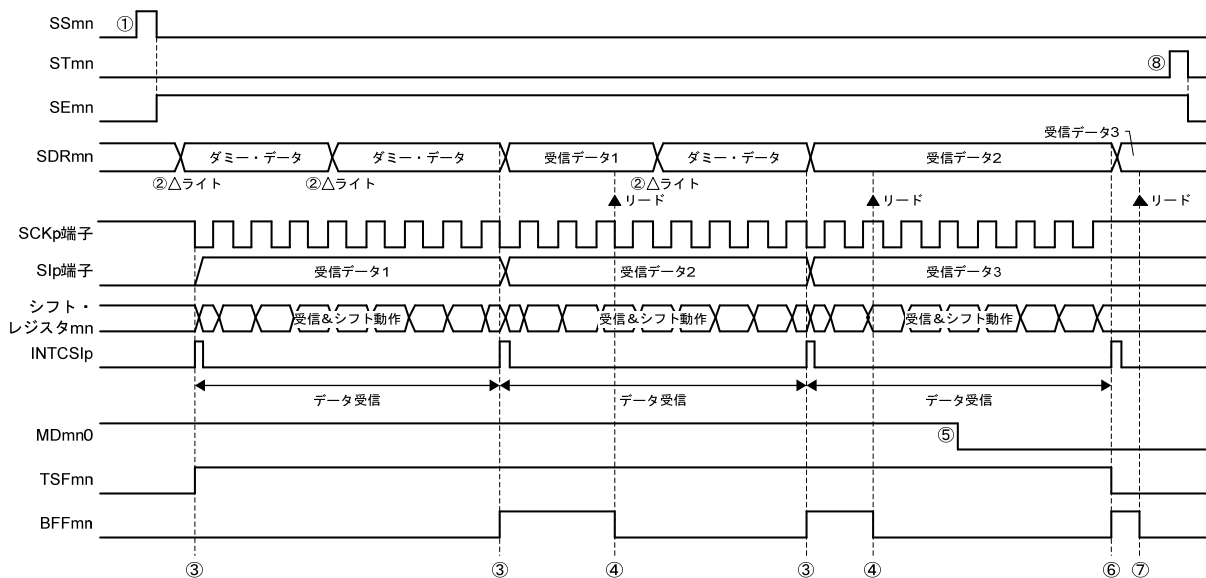 SSmn ①
STmn ⑧
SEmn
受信データ3
SDRmn ダミー・データ ダミー・データ 受信データ1 ダミー・データ 受信データ2
②△ライト ②△ライト ②△ライト
▲リード ▲リード ▲リード
SCKp端子
SIp端子 受信データ1 受信データ2 受信データ3
シフト・
レジスタmn 受信&シフト動作 受信&シフト動作 受信&シフト動作
INTCSIp
データ受信 データ受信 データ受信
MDmn0 ⑤
TSFmn
BFFmn
③ ③ ④ ③ ④ ⑥ ⑦